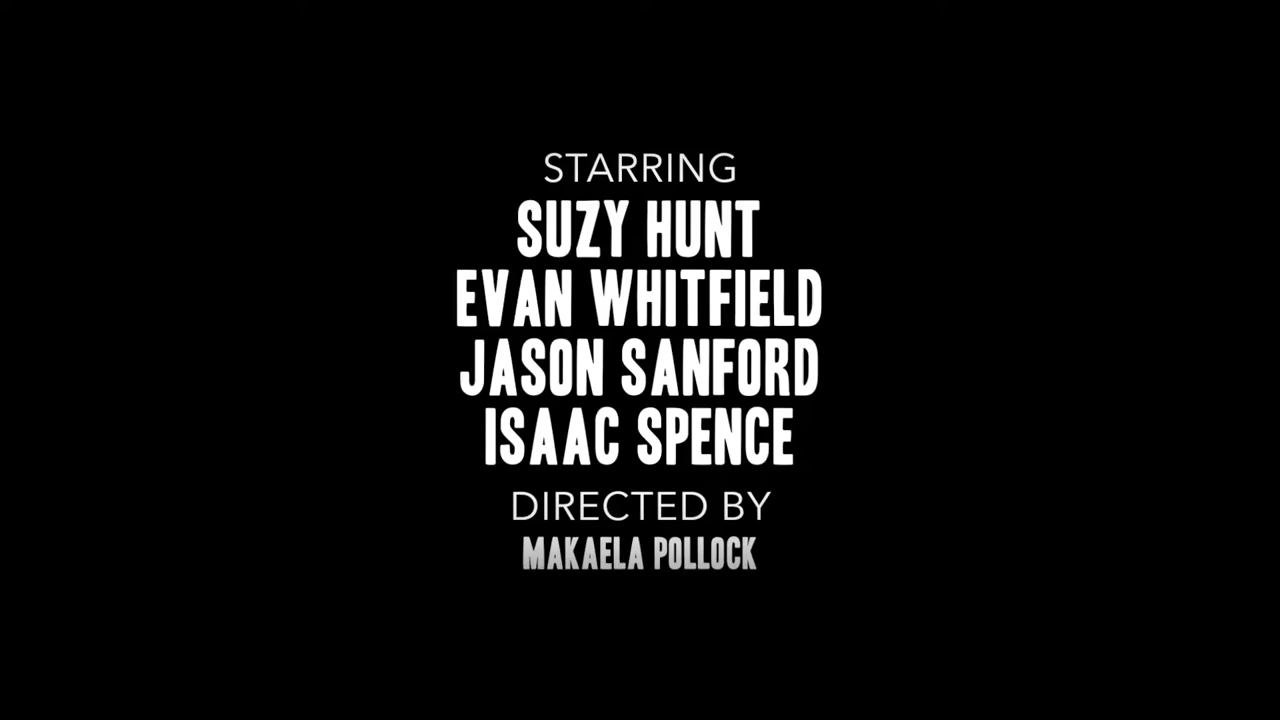 STARRING
SUZY HUNT
EVAN WHITFIELD
JASON SANFORD
ISAAC SPENCE
DIRECTED BY
MAKAELA POLLOCK